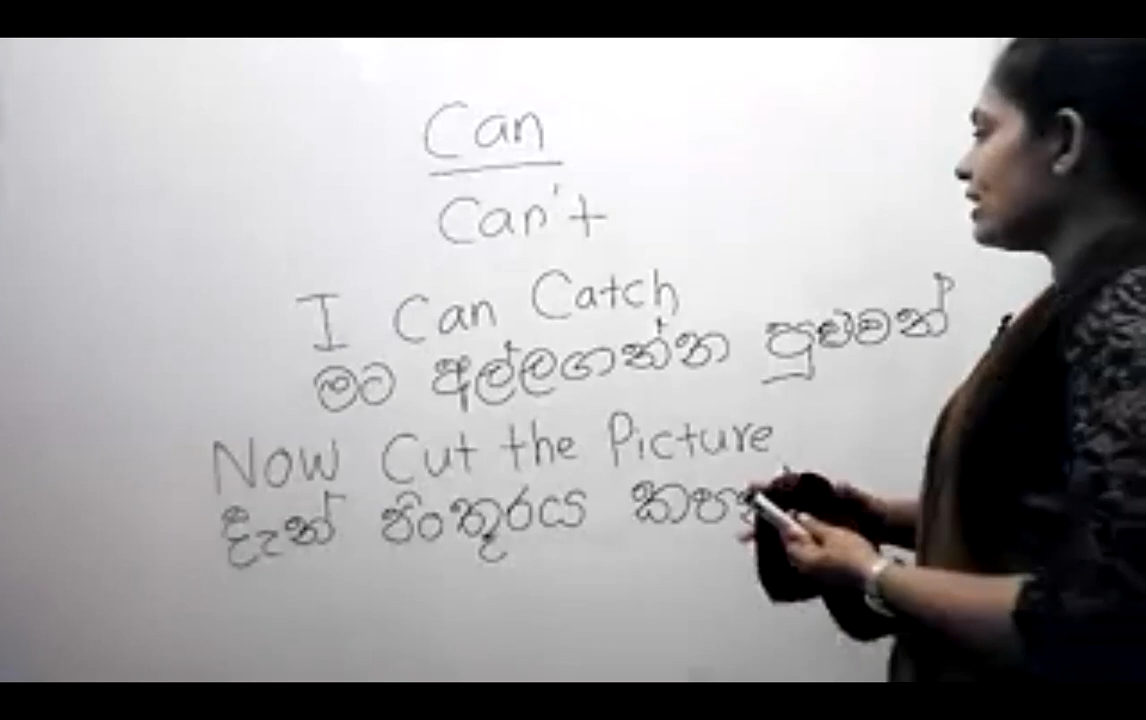 Can
Can't
I Can Catch
මට අල්ලගන්න පුළුවන්
Now Cut the Picture
දැන් පින්තූරය